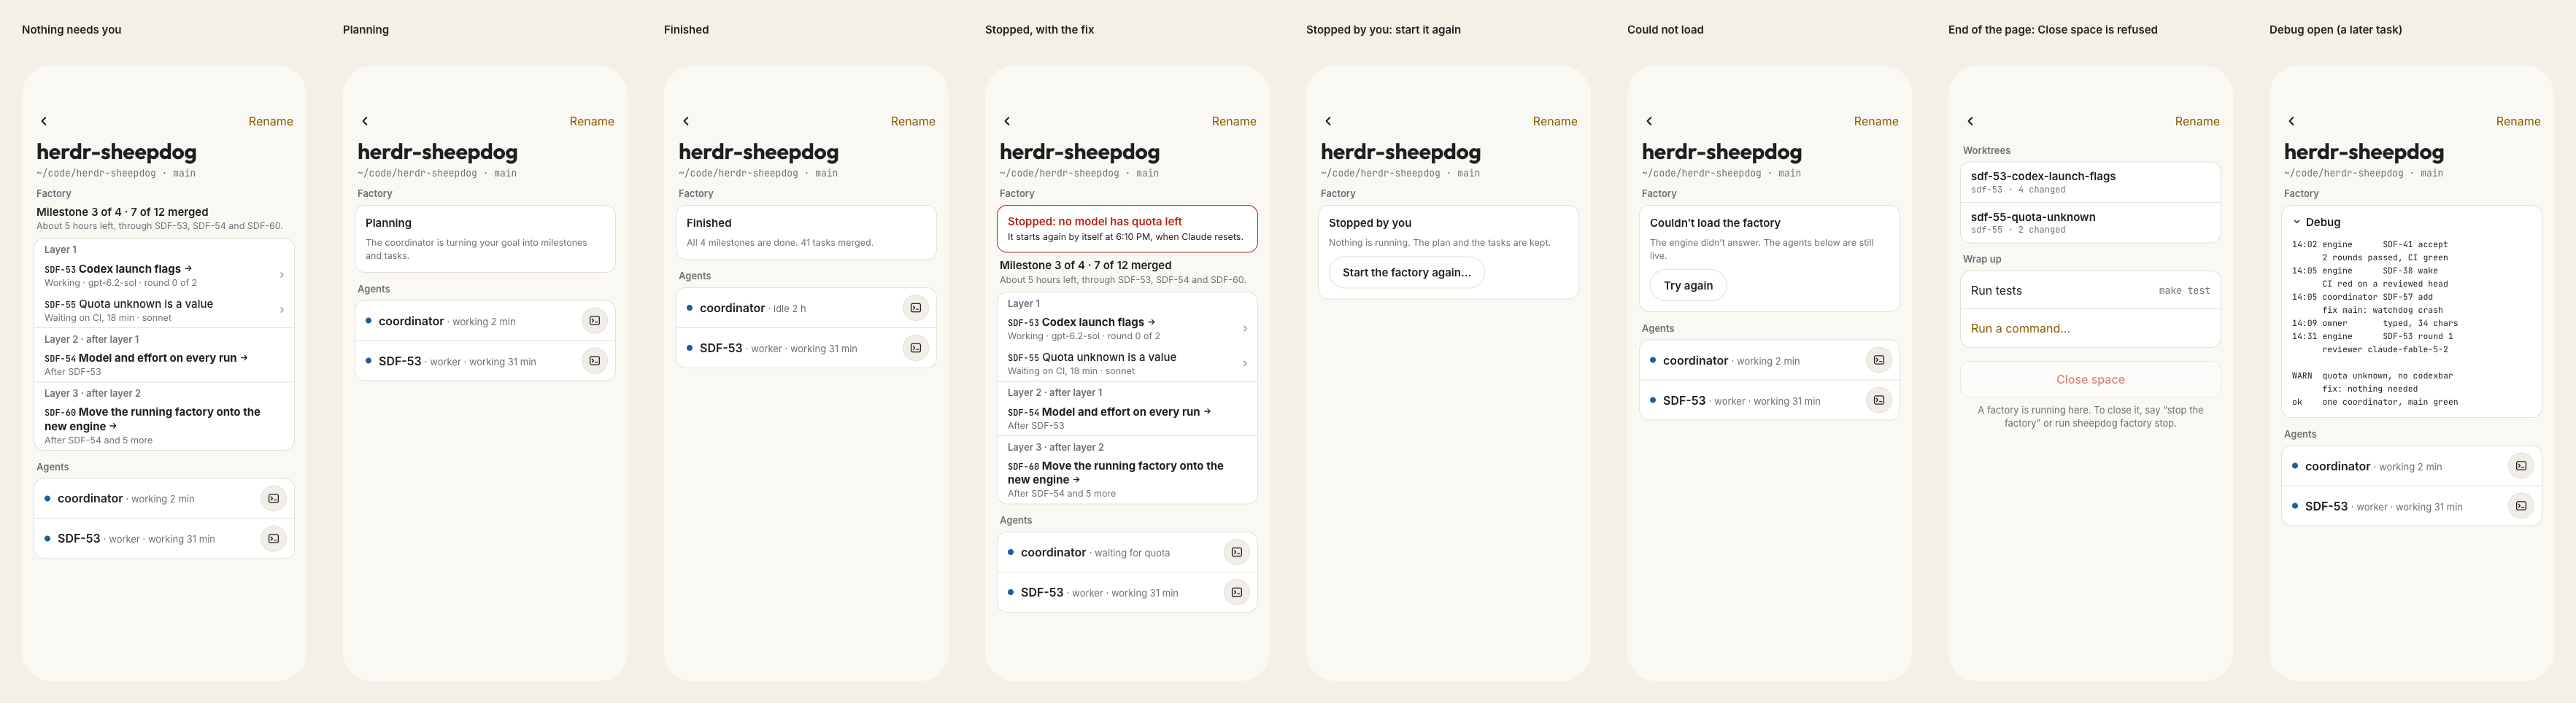 Nothing needs you
Rename
herdr-sheepdog
~/code/herdr-sheepdog · main
Factory
Milestone 3 of 4 · 7 of 12 merged
About 5 hours left, through SDF-53, SDF-54 and SDF-60.
Layer 1
SDF-53 Codex launch flags →
Working · gpt-6.2-sol · round 0 of 2
SDF-55 Quota unknown is a value
Waiting on CI, 18 min · sonnet
Layer 2 · after layer 1
SDF-54 Model and effort on every run →
After SDF-53
Layer 3 · after layer 2
SDF-60 Move the running factory onto the
new engine →
After SDF-54 and 5 more
Agents
coordinator · working 2 min
SDF-53 · worker · working 31 min
Planning
Rename
herdr-sheepdog
~/code/herdr-sheepdog · main
Factory
Planning
The coordinator is turning your goal into milestones
and tasks.
Agents
coordinator · working 2 min
SDF-53 · worker · working 31 min
Finished
Rename
herdr-sheepdog
~/code/herdr-sheepdog · main
Factory
Finished
All 4 milestones are done. 41 tasks merged.
Agents
coordinator · idle 2 h
SDF-53 · worker · working 31 min
Stopped, with the fix
Rename
herdr-sheepdog
~/code/herdr-sheepdog · main
Factory
Stopped: no model has quota left
It starts again by itself at 6:10 PM, when Claude resets.
Milestone 3 of 4 · 7 of 12 merged
About 5 hours left, through SDF-53, SDF-54 and SDF-60.
Layer 1
SDF-53 Codex launch flags →
Working · gpt-6.2-sol · round 0 of 2
SDF-55 Quota unknown is a value
Waiting on CI, 18 min · sonnet
Layer 2 · after layer 1
SDF-54 Model and effort on every run →
After SDF-53
Layer 3 · after layer 2
SDF-60 Move the running factory onto the
new engine →
After SDF-54 and 5 more
Agents
coordinator · waiting for quota
SDF-53 · worker · working 31 min
Stopped by you: start it again
Rename
herdr-sheepdog
~/code/herdr-sheepdog · main
Factory
Stopped by you
Nothing is running. The plan and the tasks are kept.
Start the factory again…
Could not load
Rename
herdr-sheepdog
~/code/herdr-sheepdog · main
Factory
Couldn’t load the factory
The engine didn’t answer. The agents below are still
live.
Try again
Agents
coordinator · working 2 min
SDF-53 · worker · working 31 min
End of the page: Close space is refused
Rename
Worktrees
sdf-53-codex-launch-flags
sdf-53 · 4 changed
sdf-55-quota-unknown
sdf-55 · 2 changed
Wrap up
Run tests make test
Run a command…
Close space
A factory is running here. To close it, say “stop the
factory” or run sheepdog factory stop.
Debug open (a later task)
Rename
herdr-sheepdog
~/code/herdr-sheepdog · main
Factory
Debug
14:02 engine SDF-41 accept
2 rounds passed, CI green
14:05 engine SDF-38 wake
CI red on a reviewed head
14:05 coordinator SDF-57 add
fix main: watchdog crash
14:09 owner typed, 34 chars
14:31 engine SDF-53 round 1
reviewer claude-fable-5-2
WARN quota unknown, no codexbar
fix: nothing needed
ok one coordinator, main green
Agents
coordinator · working 2 min
SDF-53 · worker · working 31 min